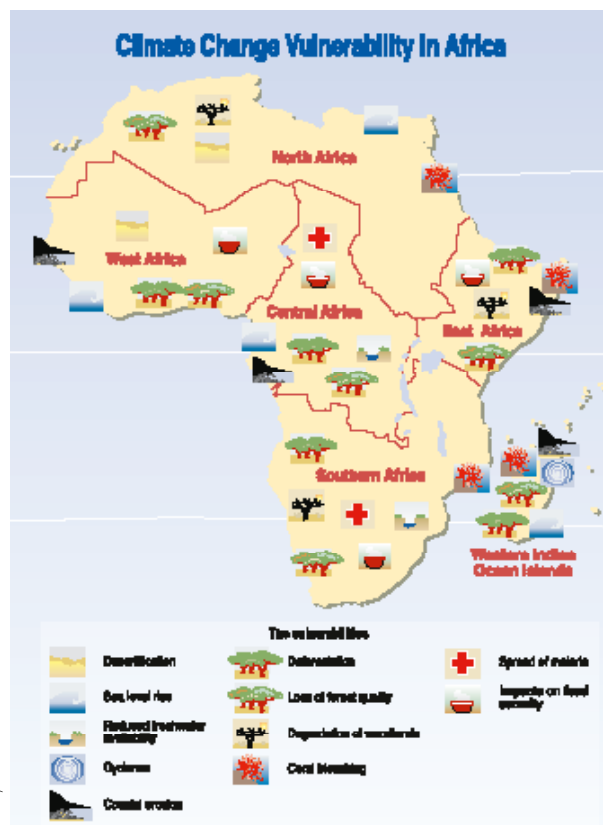 Climate Change Vulnerability in Africa
North Africa
West Africa
Central Africa
East Africa
Southern Africa
Western Indian
Ocean Islands
The vulnerabilities
Desertification
Sea level rise
Reduced freshwater
availability
Cyclones
Coastal erosion
Deforestation
Loss of forest quality
Degradation of woodlands
Coral bleaching
Spread of malaria
Impacts on food
security